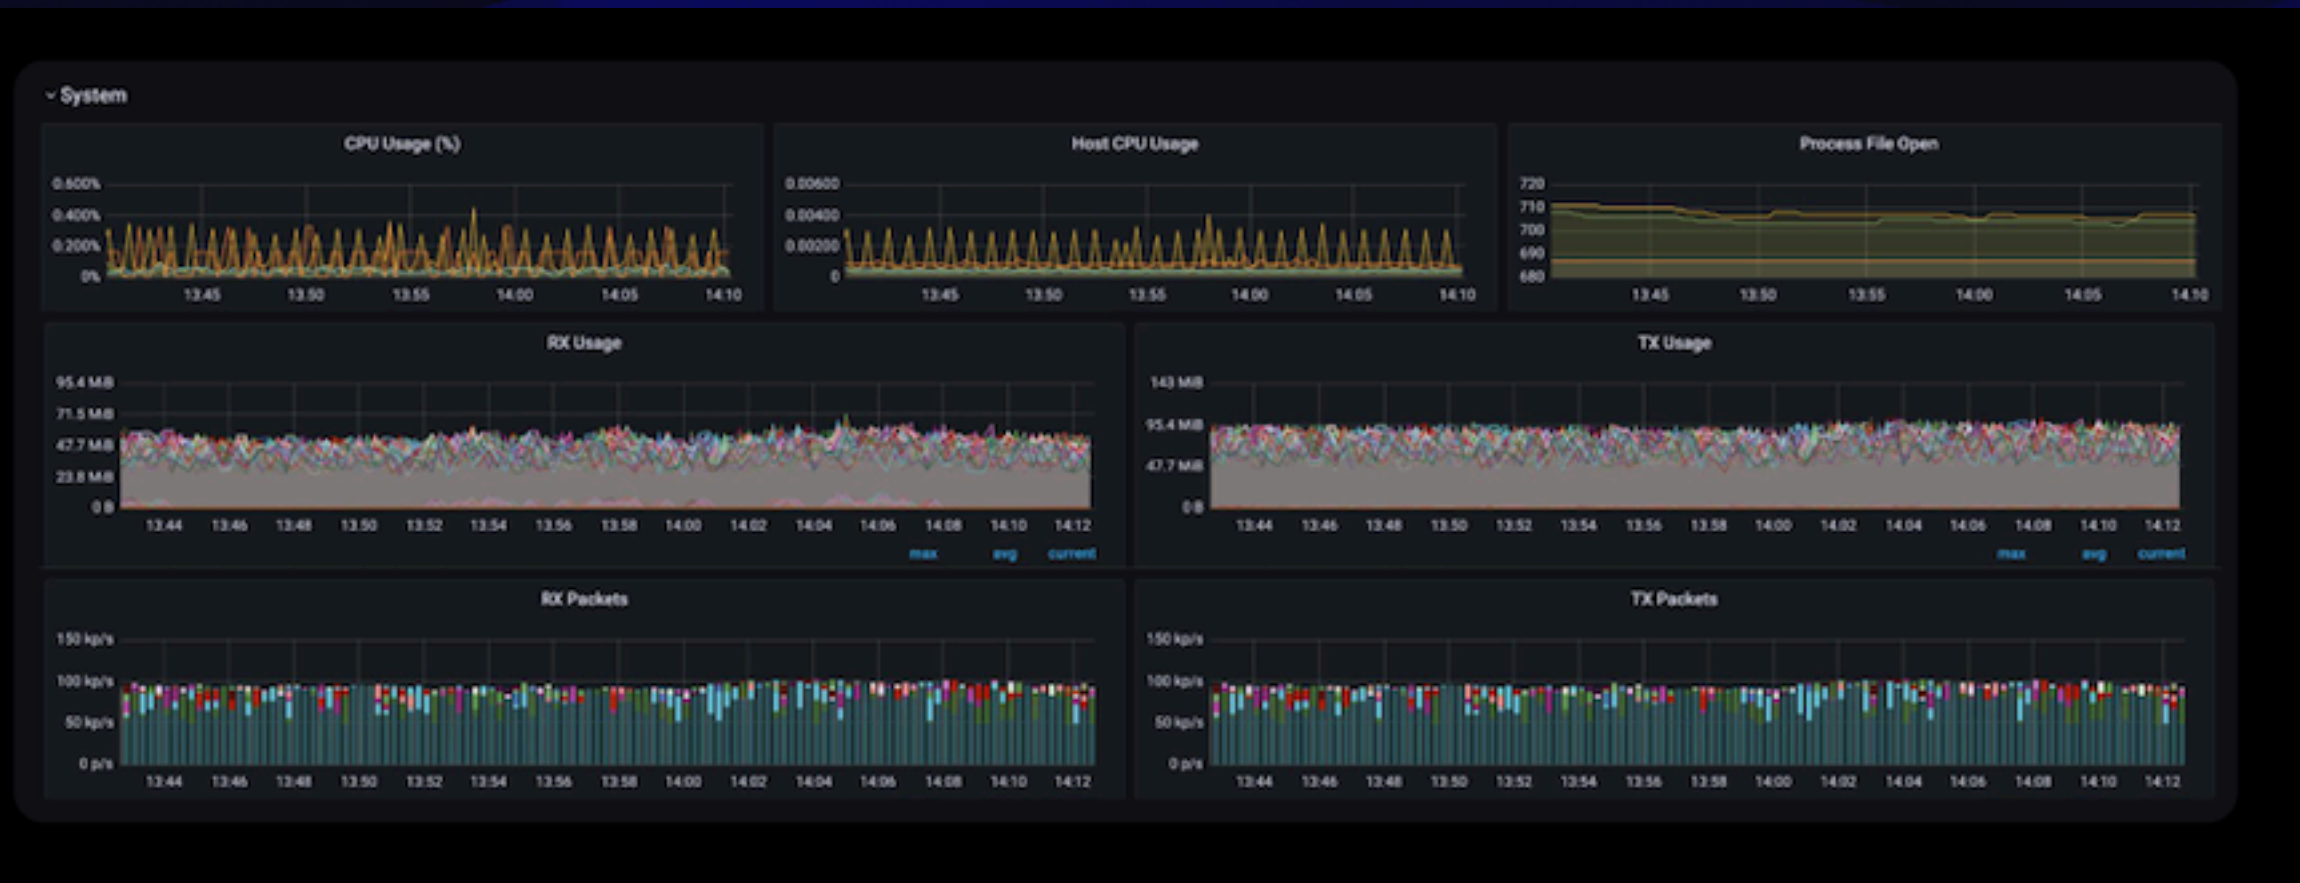 System
CPU Usage (%)
0.600%
0.400%
0.200%
0%
13:45 13:50 13:55 14:00 14:05 14:10
Host CPU Usage
0.00600
0.00400
0.00200
0
13:45 13:50 13:55 14:00 14:05 14:10
Process File Open
720
710
700
690
680
13:45 13:50 13:55 14:00 14:05 14:10
RX Usage
95.4 MiB
71.5 MiB
47.7 MiB
23.8 MiB
0 B
13:44 13:46 13:48 13:50 13:52 13:54 13:56 13:58 14:00 14:02 14:04 14:06 14:08 14:10 14:12
max avg current
TX Usage
143 MiB
95.4 MiB
47.7 MiB
0 B
13:44 13:46 13:48 13:50 13:52 13:54 13:56 13:58 14:00 14:02 14:04 14:06 14:08 14:10 14:12
max avg current
RX Packets
150 kp/s
100 kp/s
50 kp/s
0 p/s
13:44 13:46 13:48 13:50 13:52 13:54 13:56 13:58 14:00 14:02 14:04 14:06 14:08 14:10 14:12
TX Packets
150 kp/s
100 kp/s
50 kp/s
0 p/s
13:44 13:46 13:48 13:50 13:52 13:54 13:56 13:58 14:00 14:02 14:04 14:06 14:08 14:10 14:12